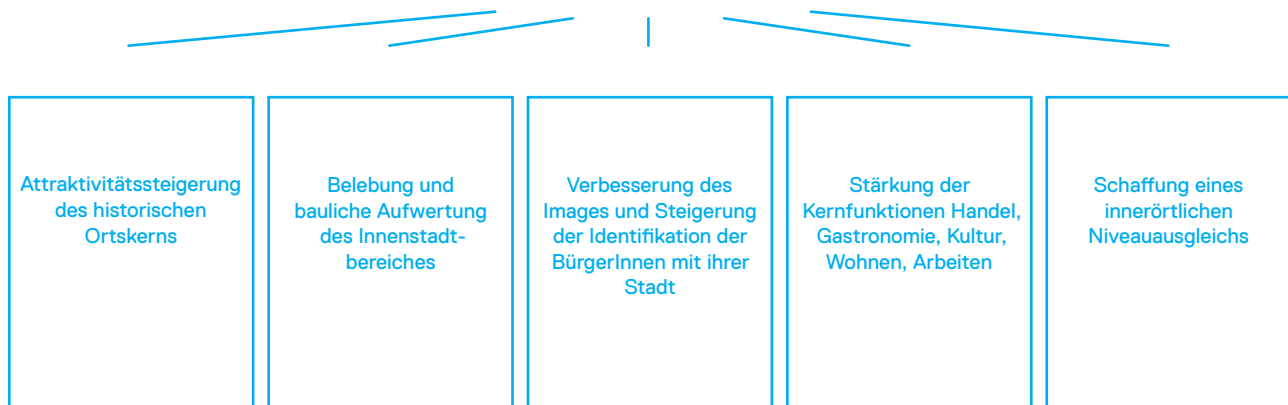 Attraktivitätssteigerung
des historischen
Ortskerns
Belebung und
bauliche Aufwertung
des Innenstadt-
bereiches
Verbesserung des
Images und Steigerung
der Identifikation der
BürgerInnen mit ihrer
Stadt
Stärkung der
Kernfunktionen Handel,
Gastronomie, Kultur,
Wohnen, Arbeiten
Schaffung eines
innerörtlichen
Niveauausgleichs